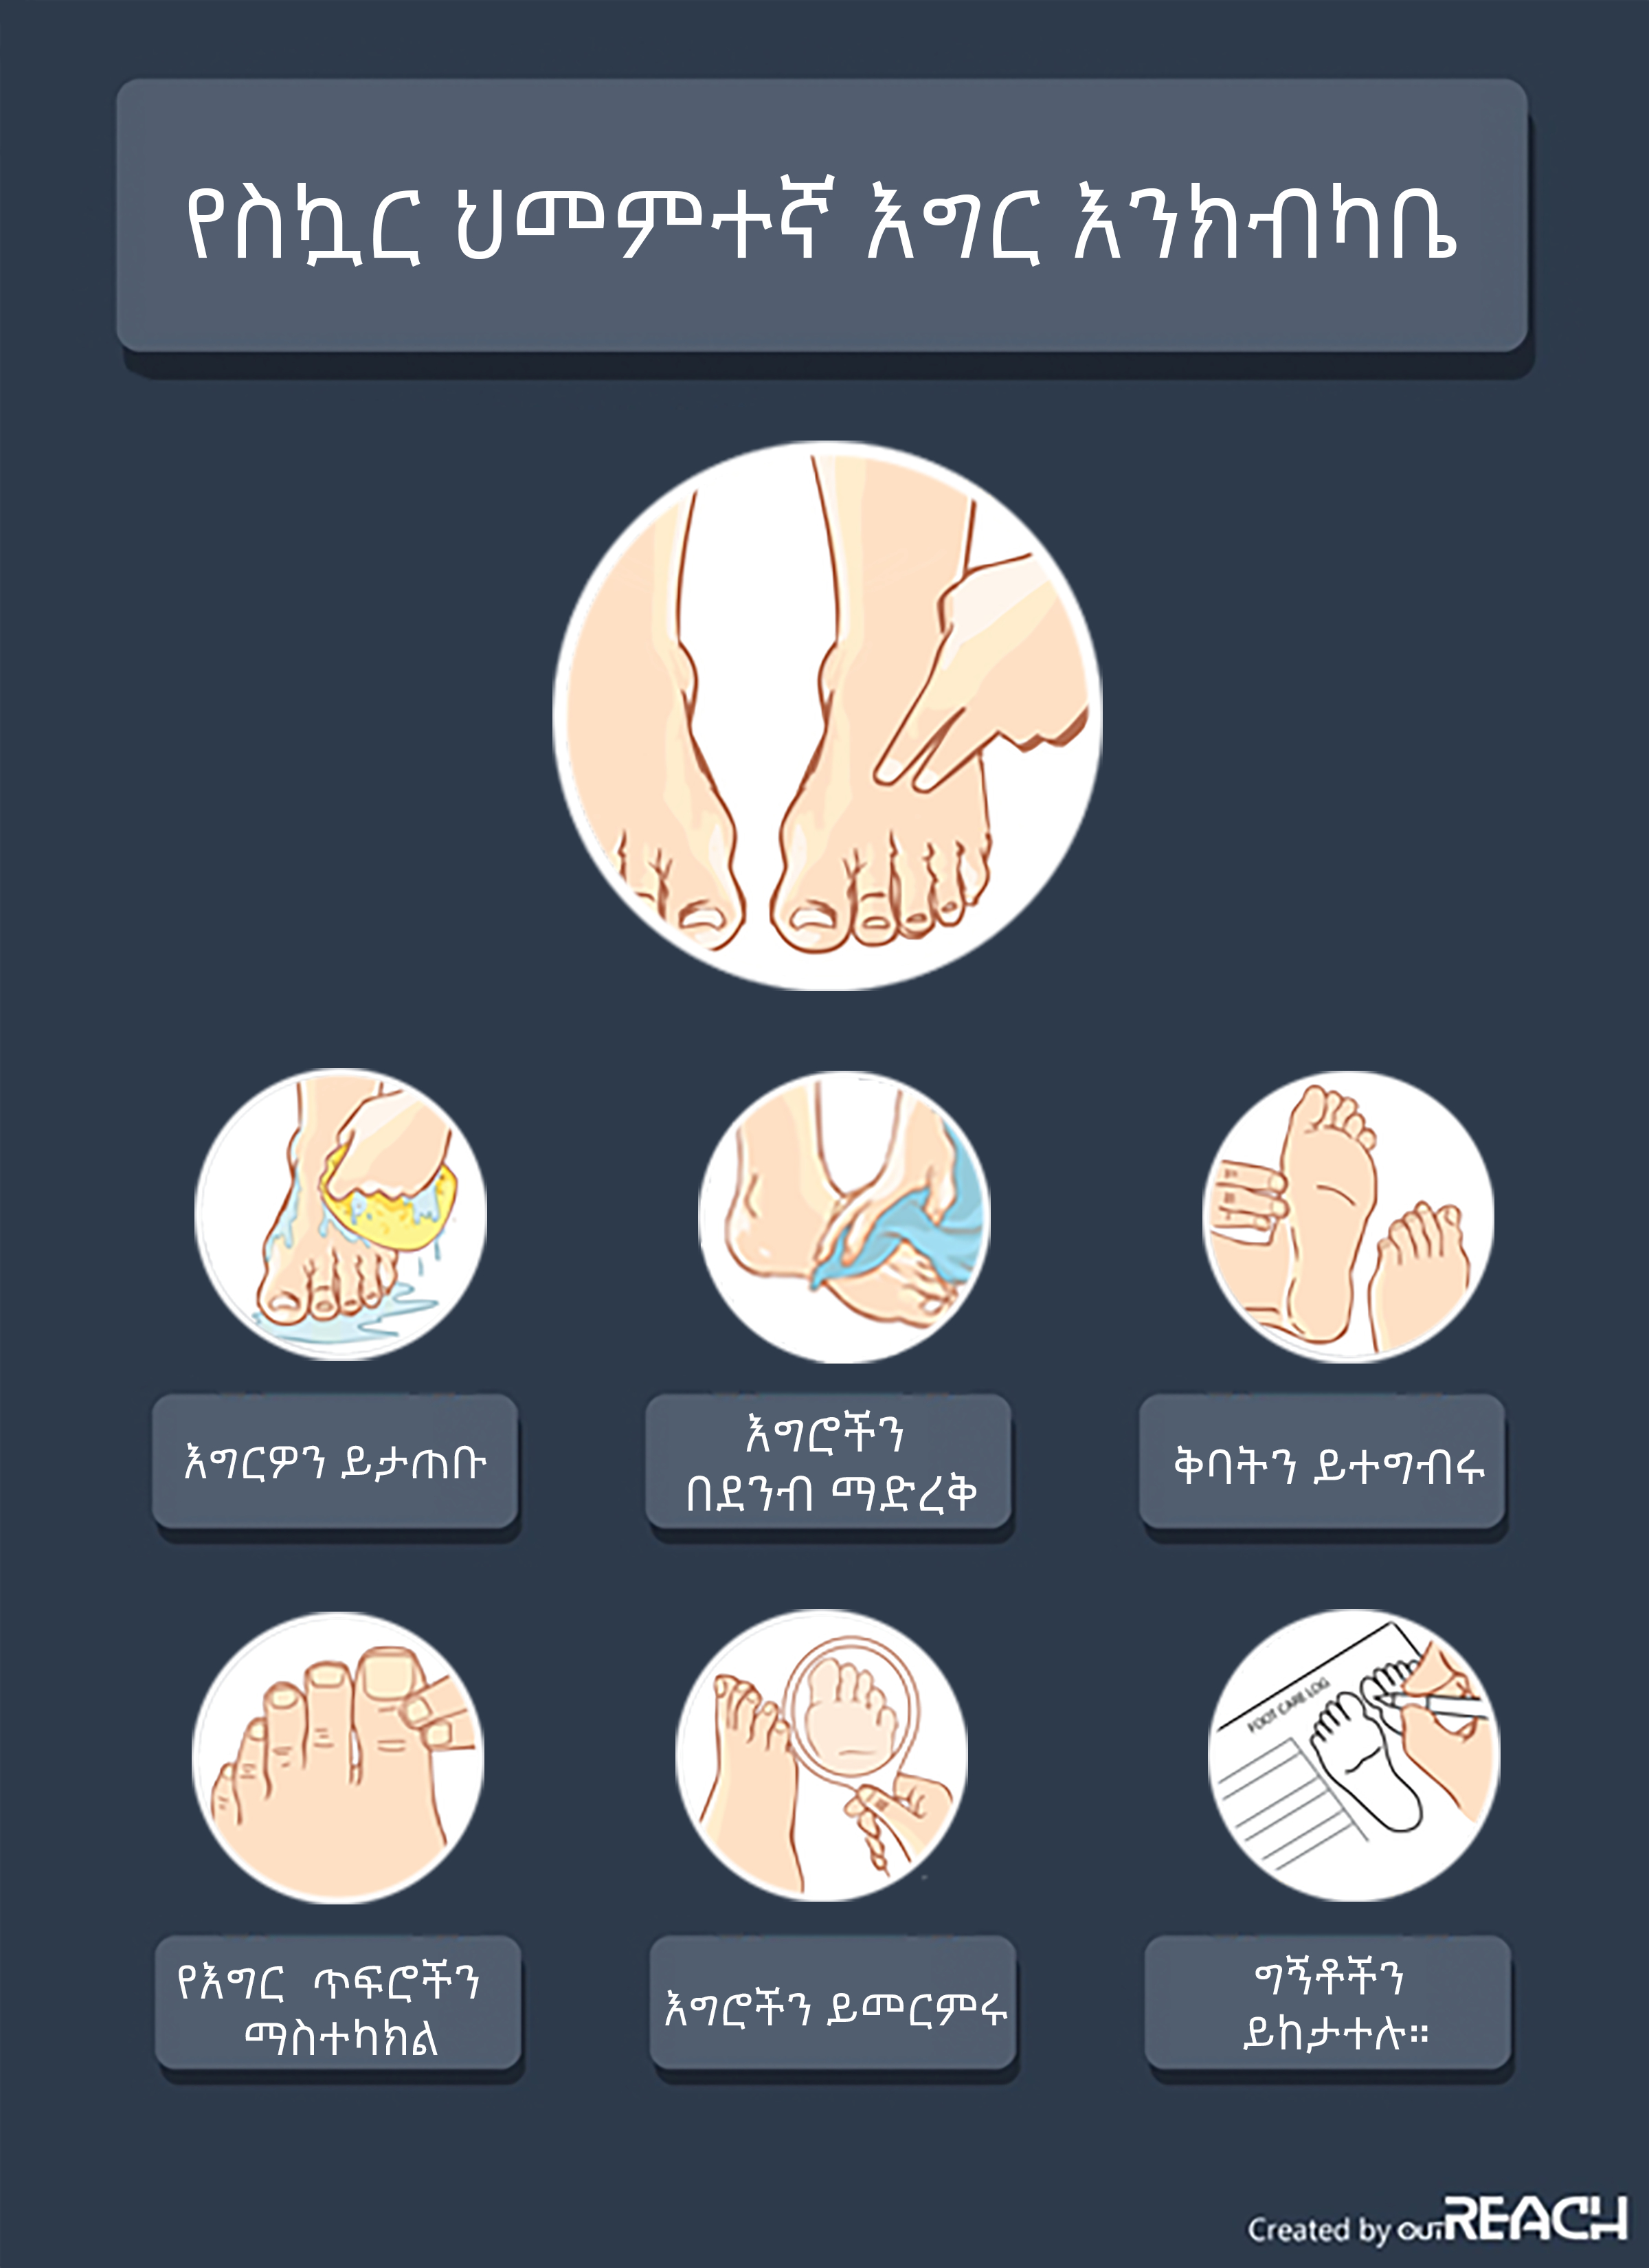 የስኳር ህመምተኛ እግር እንክብካቤ
እግርዎን ይታጠቡ
እግሮችን
በደንብ ማድረቅ
ቅባትን ይተግብሩ
FOOT CARE LOG
የእግር ጥፍሮችን
ማስተካክል
እግሮችን ይመርምሩ
ግኝቶችን
ይከታተሉ።
Created by OUTREACH